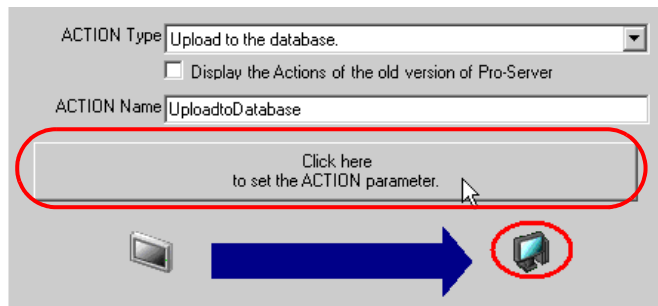 ACTION Type Upload to the database.
Display the Actions of the old version of Pro-Server
ACTION Name UploadtoDatabase
Click here
to set the ACTION parameter.